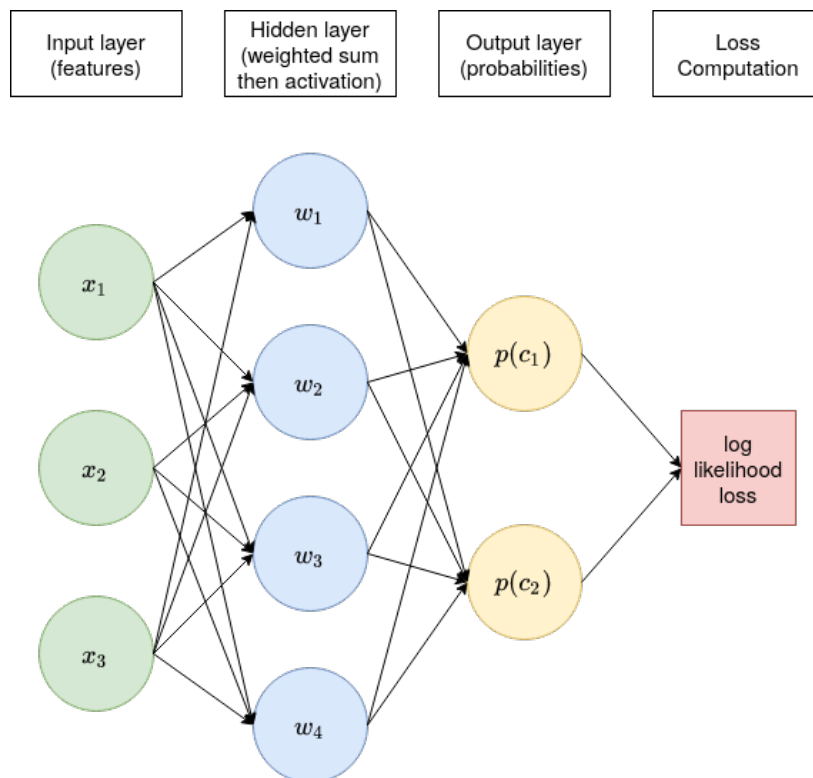 Input layer
(features)
Hidden layer
(weighted sum
then activation)
Output layer
(probabilities)
Loss
Computation
x₁
x₂
x₃
w₁
w₂
w₃
w₄
p(c₁)
p(c₂)
log
likelihood
loss